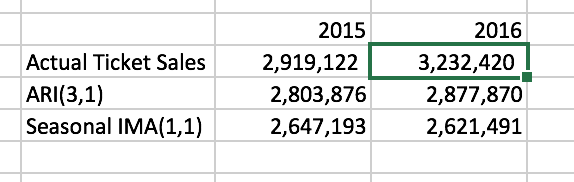 2015 2016
Actual Ticket Sales 2,919,122 3,232,420
ARI(3,1) 2,803,876 2,877,870
Seasonal IMA(1,1) 2,647,193 2,621,491